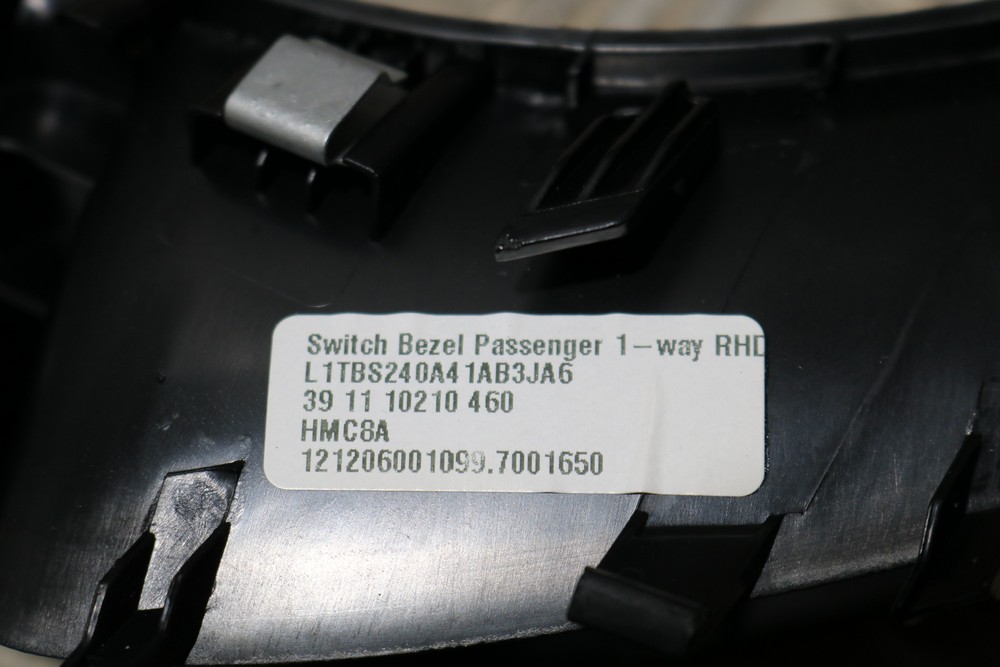 Switch Bezel Passenger 1-way RHD
L1TBS240A41AB3JA6
39 11 10210 460
HMC8A
121206001099.7001650